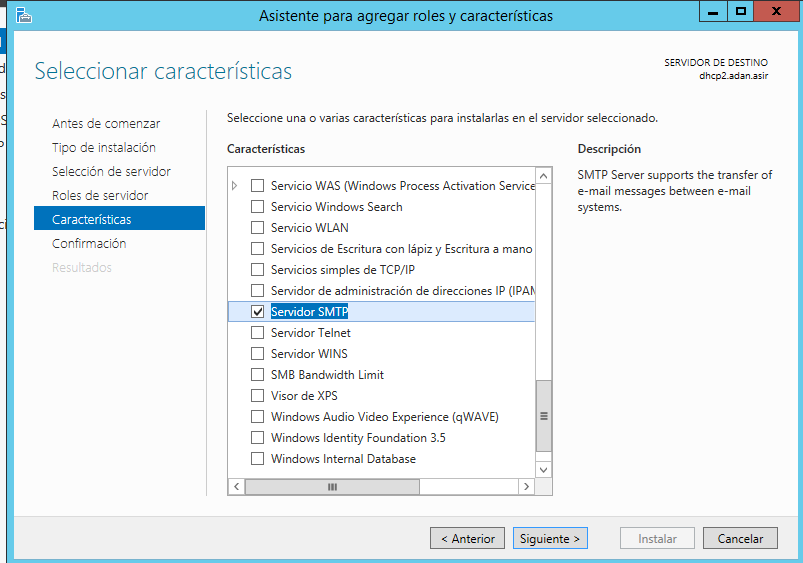 Asistente para agregar roles y características
Seleccionar características
SERVIDOR DE DESTINO
dhcp2.adan.asir
Antes de comenzar
Tipo de instalación
Selección de servidor
Roles de servidor
Características
Confirmación
Resultados
Seleccione una o varias características para instalarlas en el servidor seleccionado.
Características
Servicio WAS (Windows Process Activation Service
Servicio Windows Search
Servicio WLAN
Servicios de Escritura con lápiz y Escritura a mano
Servicios simples de TCP/IP
Servidor de administración de direcciones IP (IPAM
Servidor SMTP
Servidor Telnet
Servidor WINS
SMB Bandwidth Limit
Visor de XPS
Windows Audio Video Experience (qWAVE)
Windows Identity Foundation 3.5
Windows Internal Database
Descripción
SMTP Server supports the transfer of
e-mail messages between e-mail
systems.
< Anterior
Siguiente >
Instalar
Cancelar